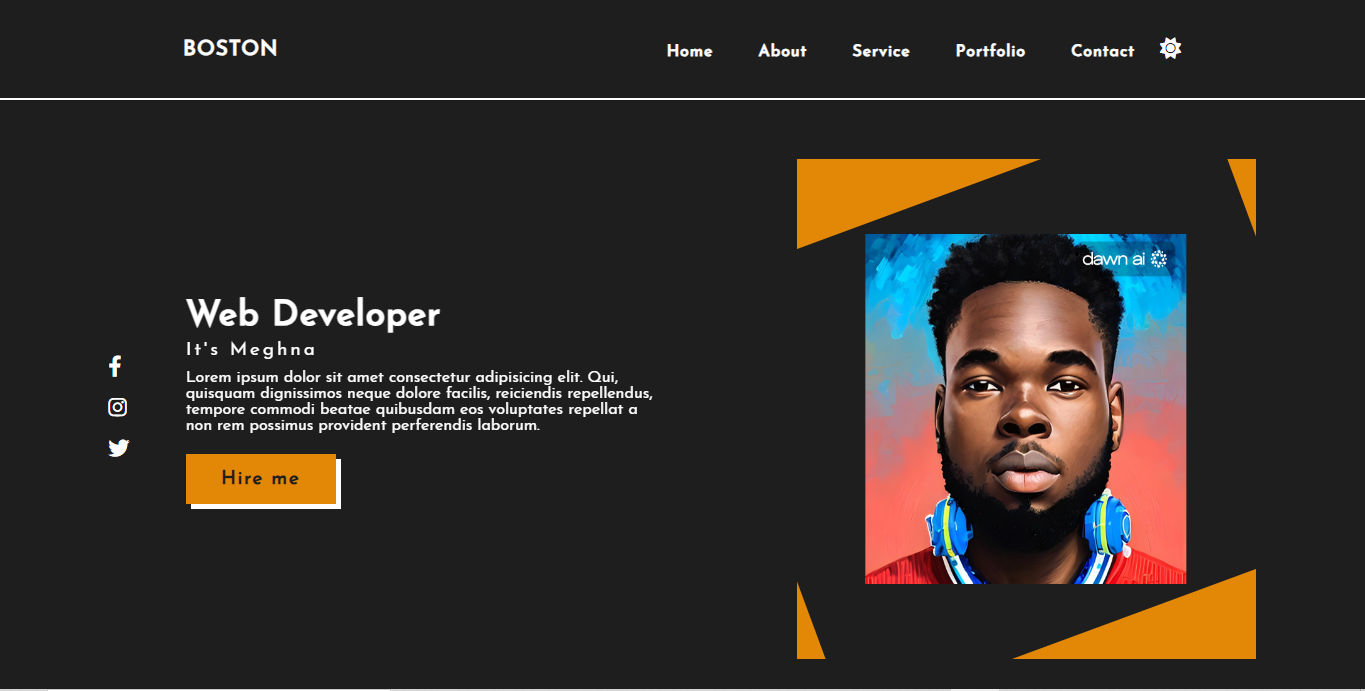 BOSTON
Home About Service Portfolio Contact
dawn ai
Web Developer
It's Meghna
Lorem ipsum dolor sit amet consectetur adipisicing elit. Qui,
quisquam dignissimos neque dolore facilis, reiciendis repellendus,
tempore commodi beatae quibusdam eos voluptates repellat a
non rem possimus provident perferendis laborum.
Hire me